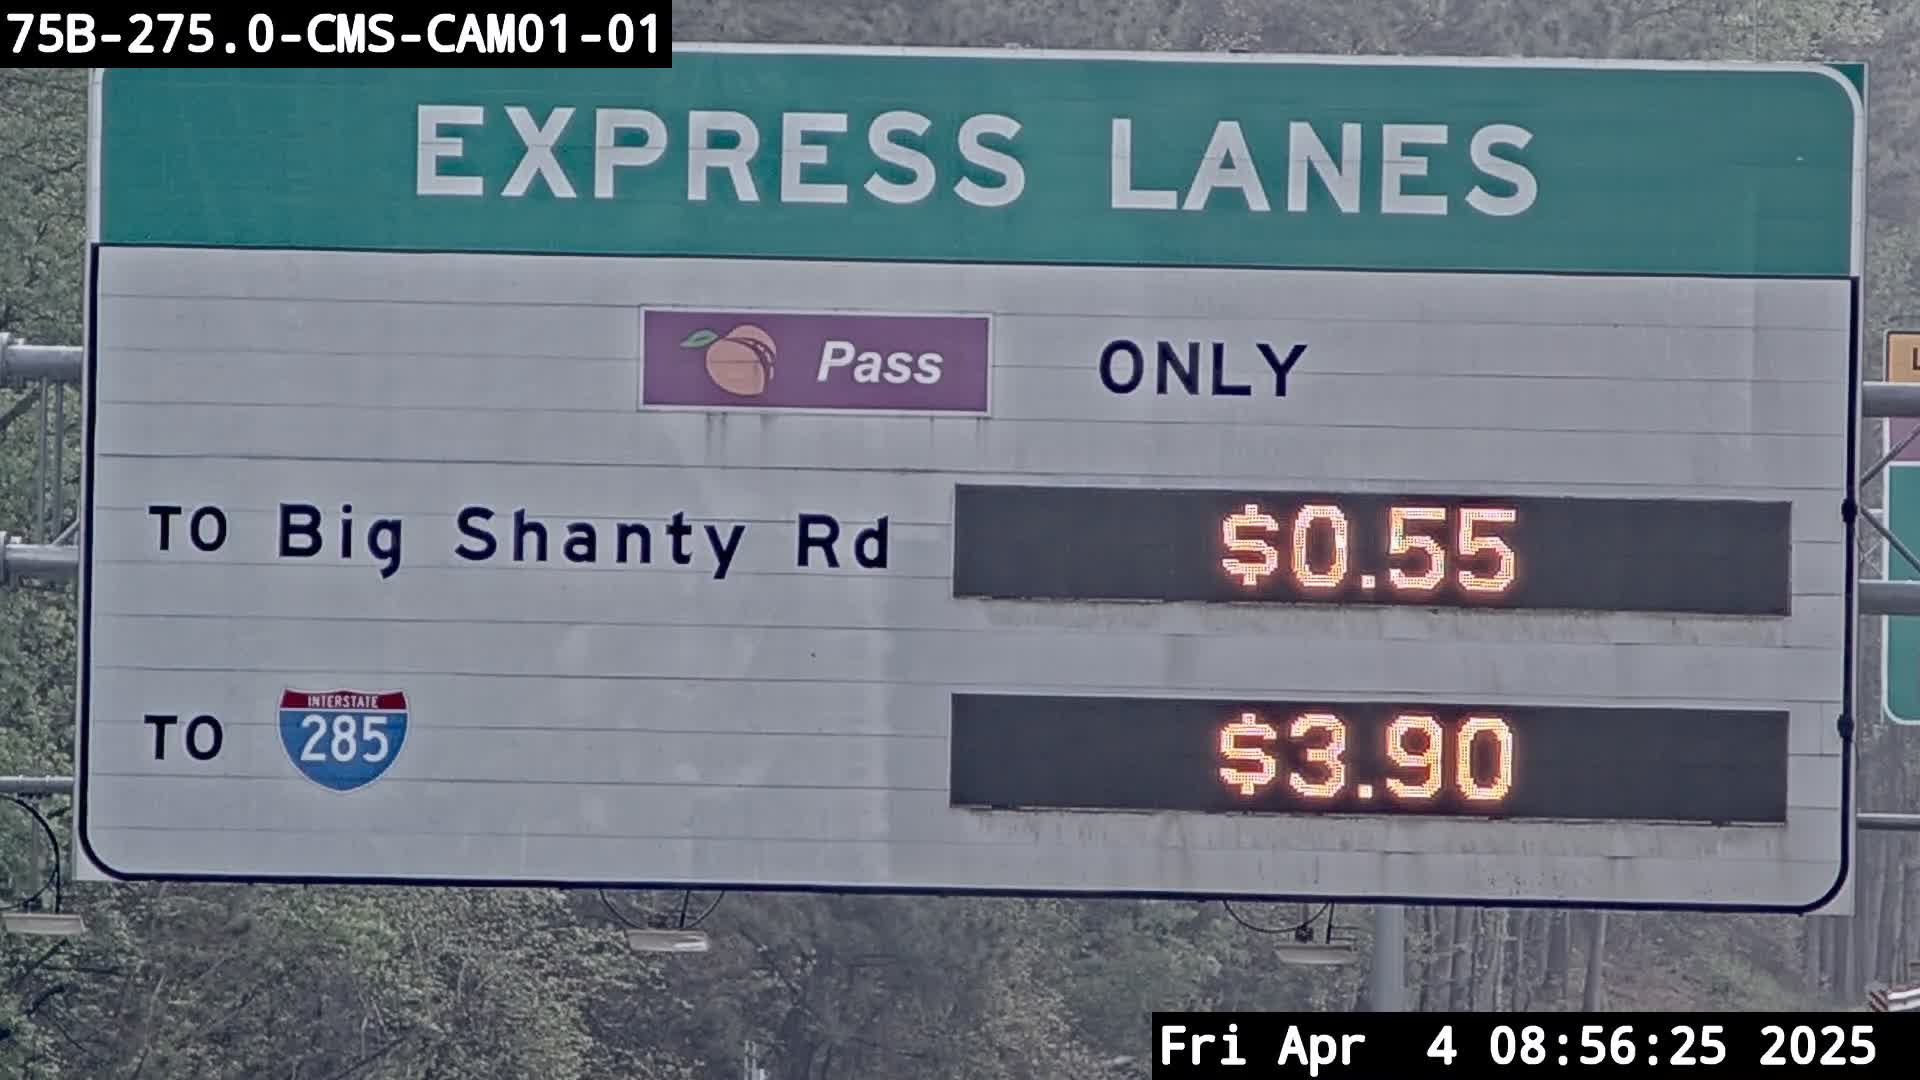 75B-275.0-CMS-CAM01-01
EXPRESS LANES
Pass ONLY
TO Big Shanty Rd $0.55
TO INTERSTATE 285 $3.90
Fri Apr 4 08:56:25 2025